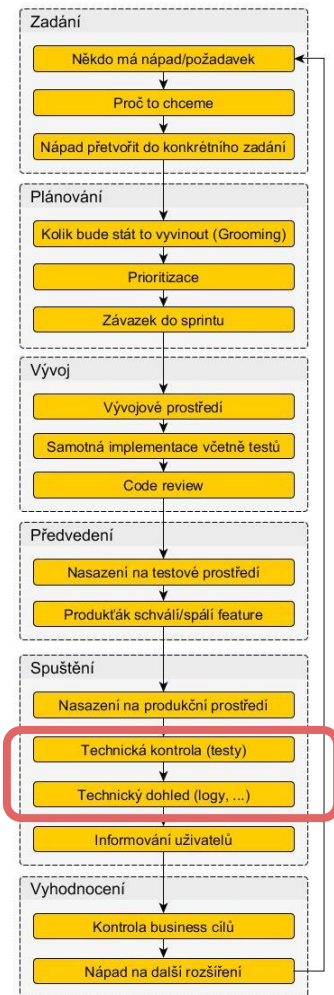 Zadání
Někdo má nápad/požadavek
Proč to chceme
Nápad přetvořit do konkrétního zadání
Plánování
Kolik bude stát to vyvinout (Grooming)
Prioritizace
Závazek do sprintu
Vývoj
Vývojové prostředí
Samotná implementace včetně testů
Code review
Předvedení
Nasazení na testové prostředí
Produkťák schválí/spálí feature
Spuštění
Nasazení na produkční prostředí
Technická kontrola (testy)
Technický dohled (logy, ...)
Informování uživatelů
Vyhodnocení
Kontrola business cílů
Nápad na další rozšíření